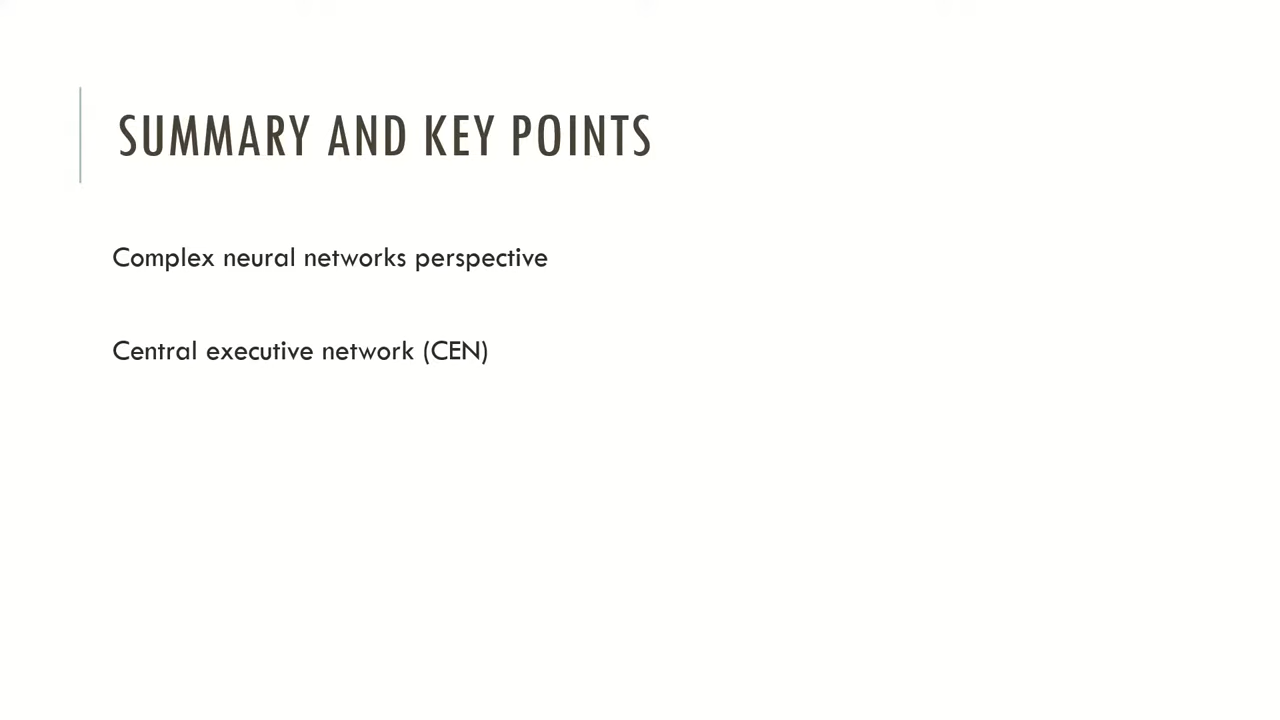 SUMMARY AND KEY POINTS
Complex neural networks perspective
Central executive network (CEN)